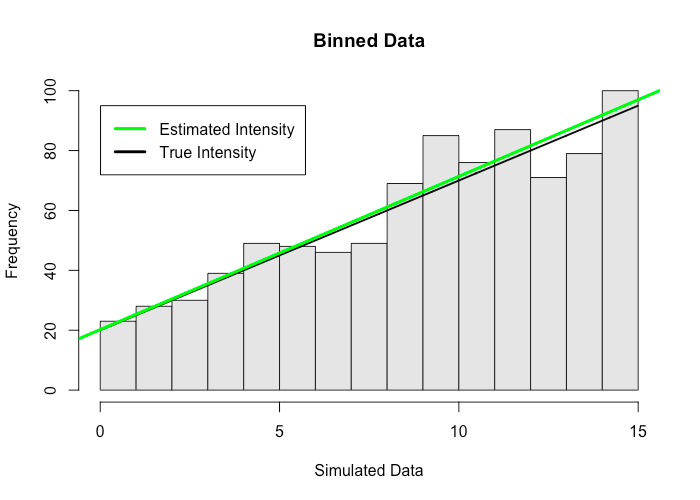 Binned Data
Frequency
100
80
60
40
20
0
Estimated Intensity
True Intensity
0 5 10 15
Simulated Data